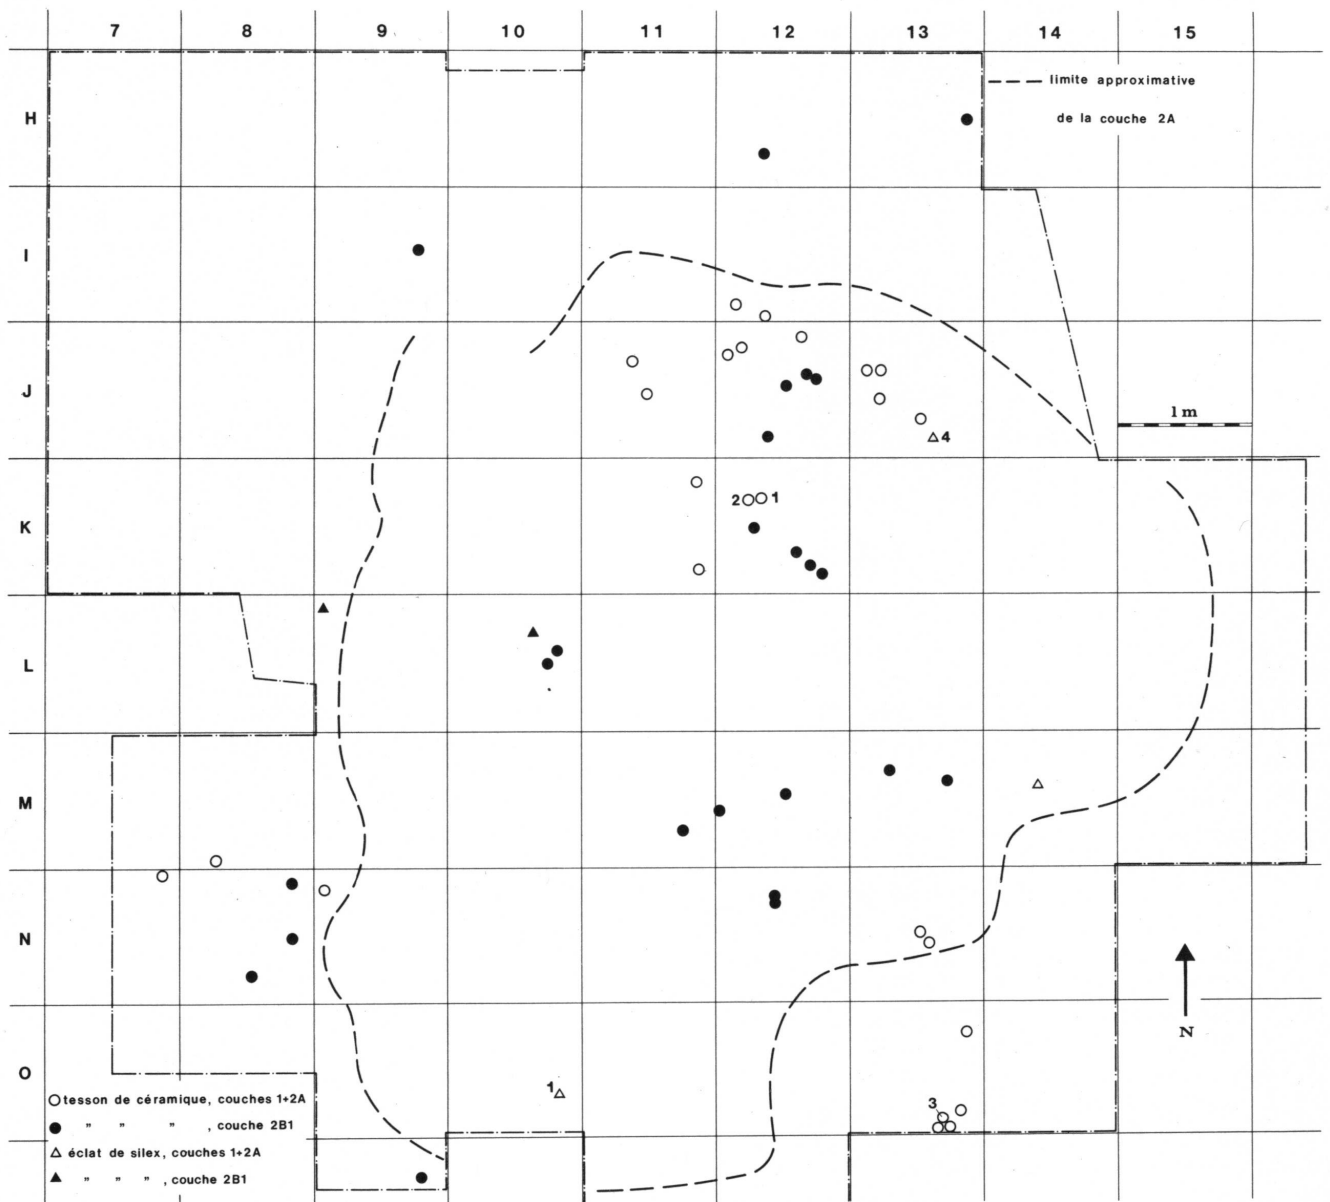 7 8 9 10 11 12 13 14 15
limite approximative
de la couche 2A
H
I
J
1 m
4
K
2 1
L
M
N
N
O
1
3
tesson de céramique, couches 1+2A
" " " , couche 2B1
éclat de silex, couches 1+2A
" " " , couche 2B1